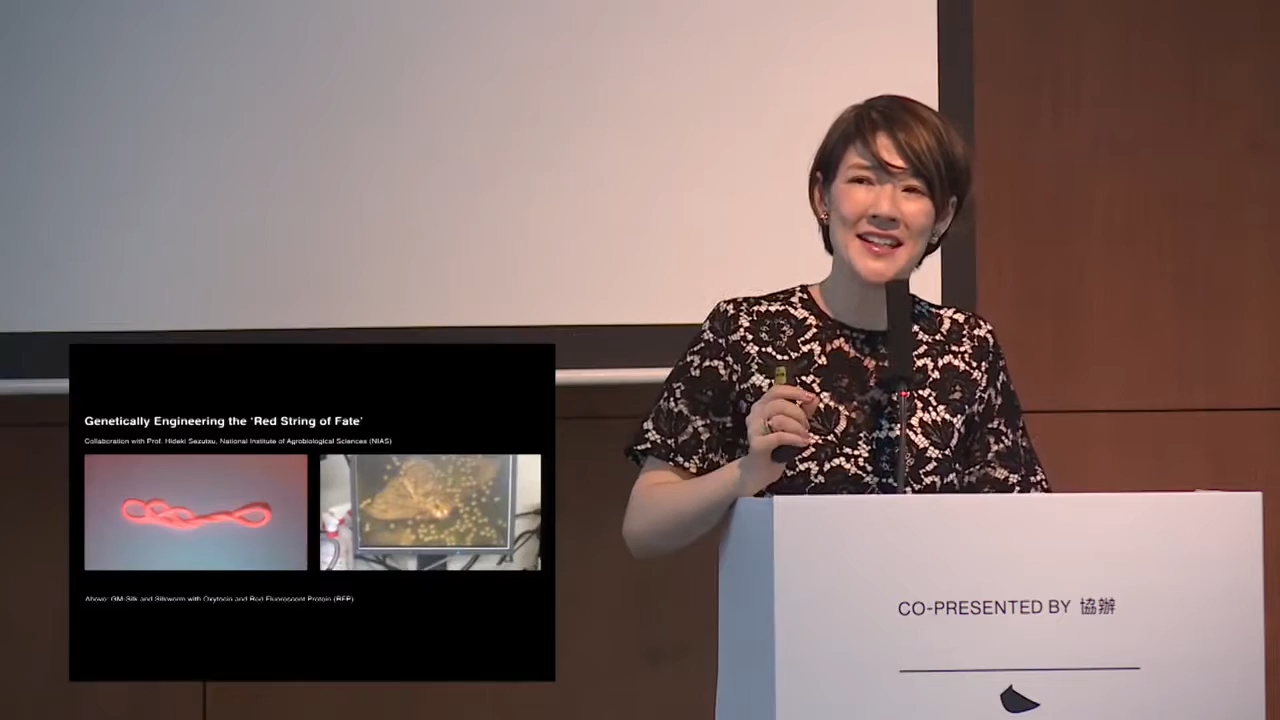 Genetically Engineering the 'Red String of Fate'
Collaboration with Prof. Hideki Sezutsu, National Institute of Agrobiological Sciences (NIAS)
Above: GM-Silk and Silkworm with Oxytocin and Red Fluorescent Protein (RFP)
CO-PRESENTED BY 協辦